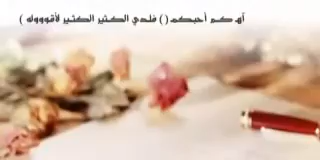 آه كم أحبكم ( ) فلدي الكثير الكثير لأقوووله )